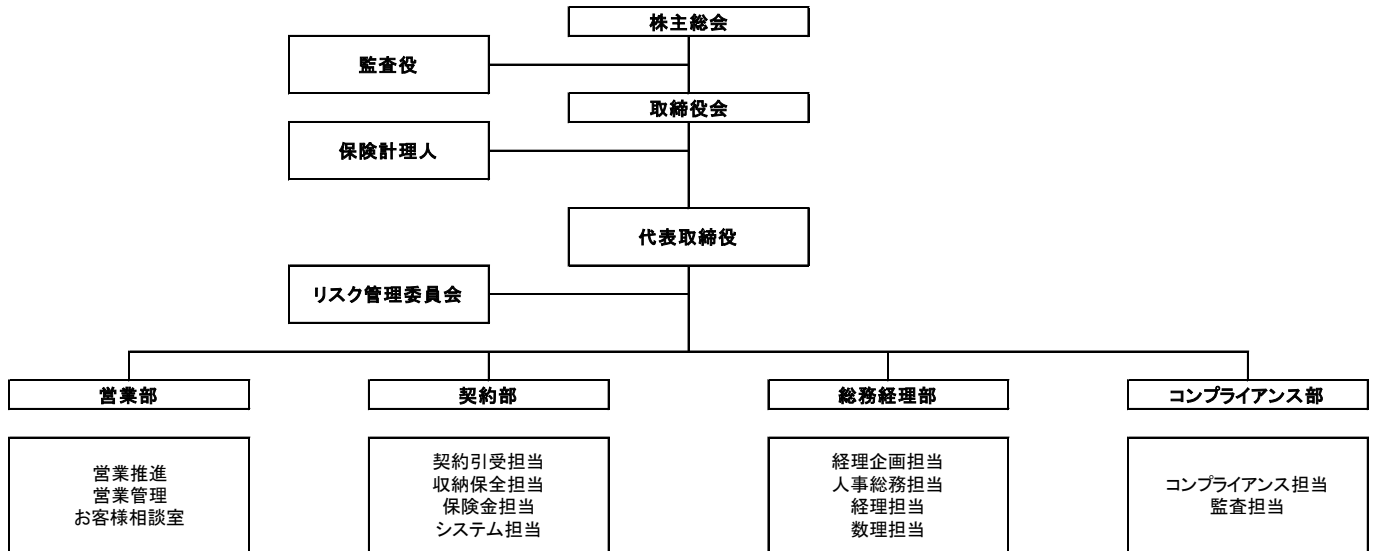 株主総会
監査役
取締役会
保険計理人
代表取締役
リスク管理委員会
営業部
契約部
総務経理部
コンプライアンス部
営業推進
営業管理
お客様相談室
契約引受担当
収納保全担当
保険金担当
システム担当
経理企画担当
人事総務担当
経理担当
数理担当
コンプライアンス担当
監査担当